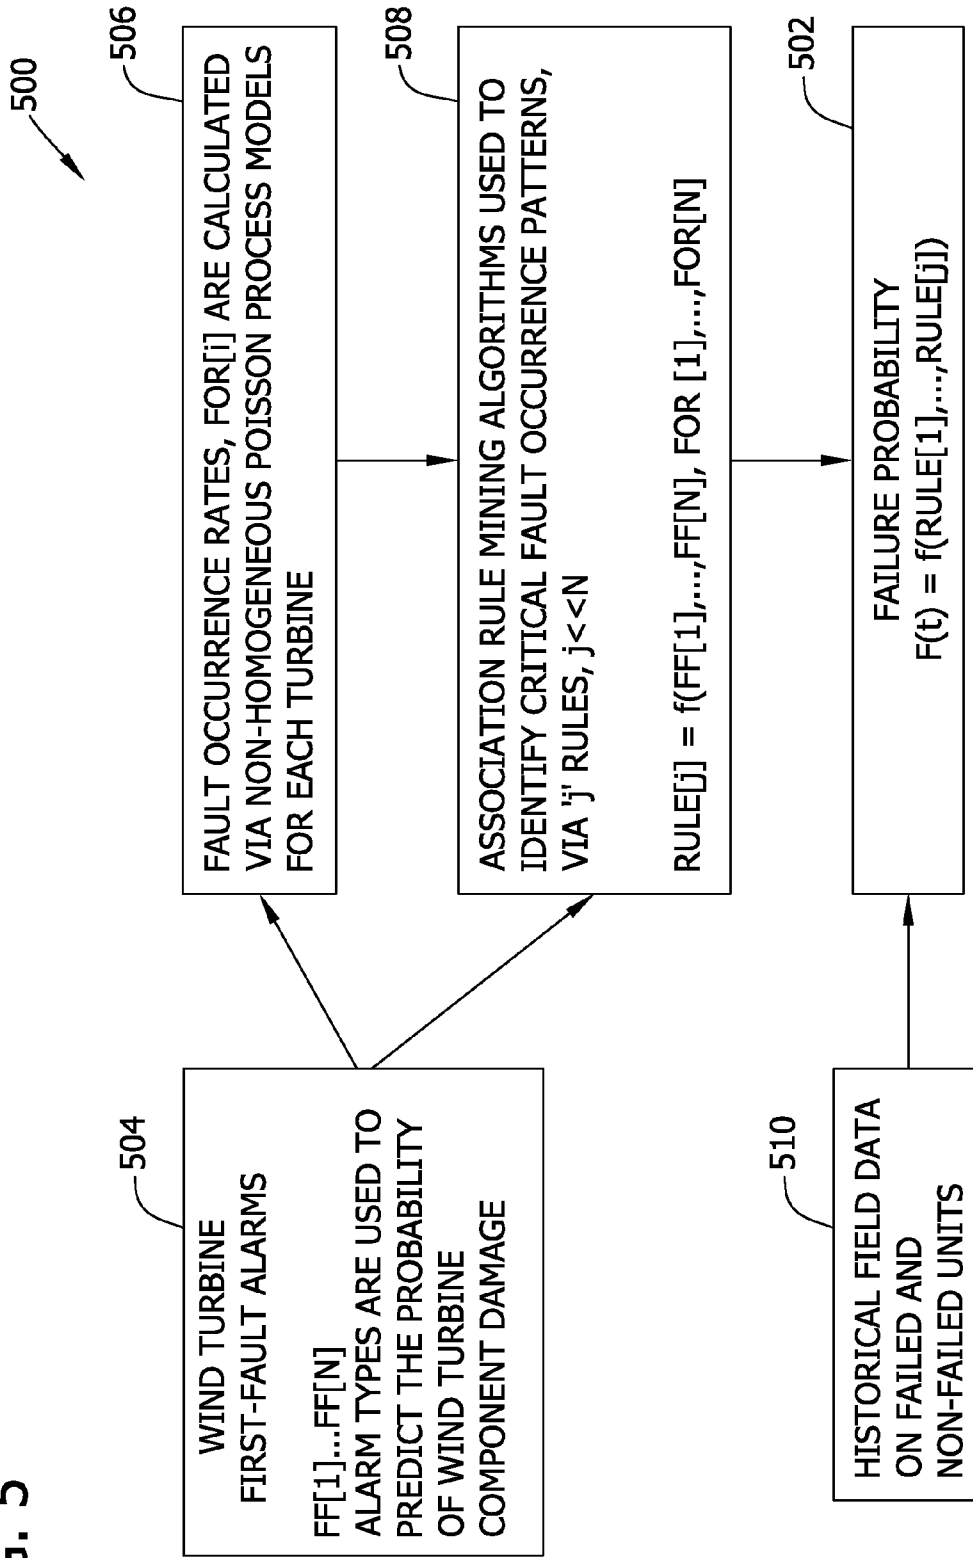 500
504
WIND TURBINE
FIRST-FAULT ALARMS
FF[1]...FF[N]
ALARM TYPES ARE USED TO
PREDICT THE PROBABILITY
OF WIND TURBINE
COMPONENT DAMAGE
506
FAULT OCCURRENCE RATES, FOR[i] ARE CALCULATED
VIA NON-HOMOGENEOUS POISSON PROCESS MODELS
FOR EACH TURBINE
508
ASSOCIATION RULE MINING ALGORITHMS USED TO
IDENTIFY CRITICAL FAULT OCCURRENCE PATTERNS,
VIA 'j' RULES, j<<N
RULE[j] = f(FF[1],...,FF[N], FOR [1],...,FOR[N]
510
HISTORICAL FIELD DATA
ON FAILED AND
NON-FAILED UNITS
502
FAILURE PROBABILITY
F(t) = f(RULE[1],...,RULE[j])
5